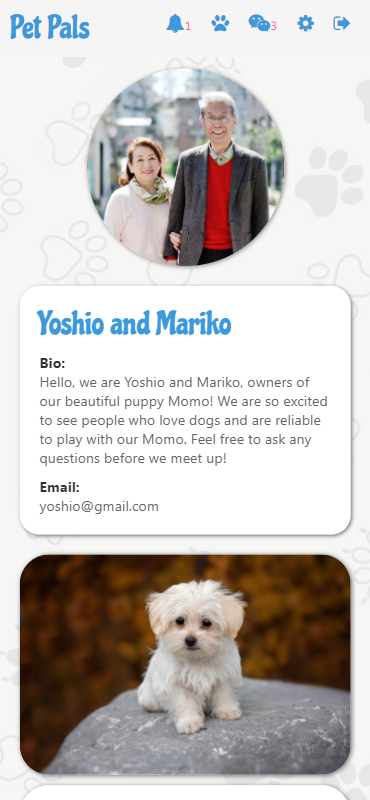 Pet Pals
1
3
Yoshio and Mariko
Bio:
Hello, we are Yoshio and Mariko, owners of
our beautiful puppy Momo! We are so excited
to see people who love dogs and are reliable
to play with our Momo. Feel free to ask any
questions before we meet up!
Email:
yoshio@gmail.com